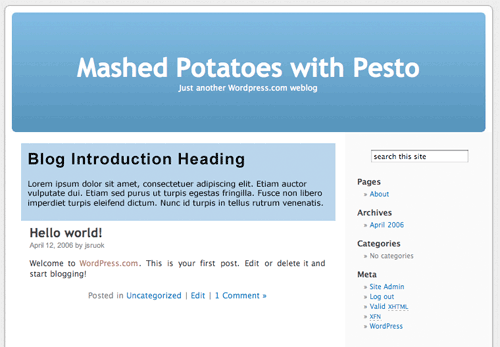 Mashed Potatoes with Pesto
Just another Wordpress.com weblog
Blog Introduction Heading
Lorem ipsum dolor sit amet, consectetuer adipiscing elit. Etiam auctor
vulputate dui. Etiam sed purus ut turpis egestas fringilla. Fusce non libero
imperdiet turpis eleifend dictum. Nunc id turpis in tellus rutrum venenatis.
Hello world!
April 12, 2006 by jsruok
Welcome to WordPress.com. This is your first post. Edit or delete it and
start blogging!
Posted in Uncategorized | Edit | 1 Comment »
search this site
Pages
» About
Archives
» April 2006
Categories
» No categories
Meta
» Site Admin
» Log out
» Valid XHTML
» XFN
» WordPress